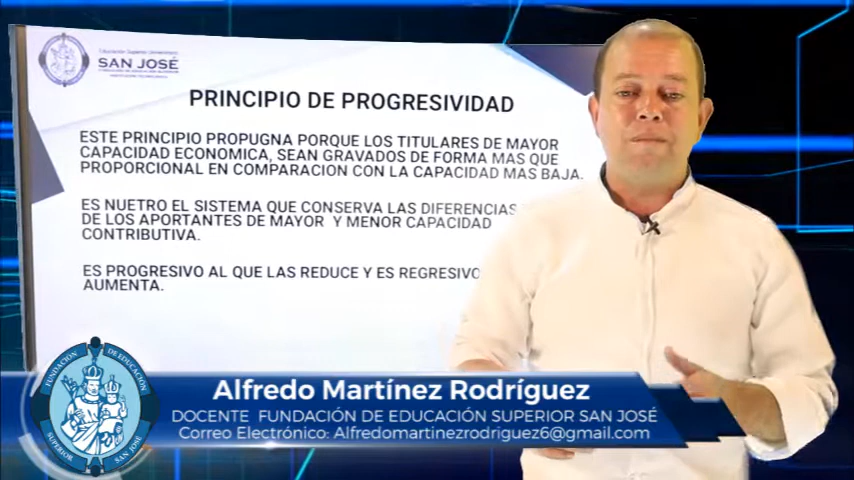 Educación Superior Universitaria
SAN JOSÉ
PRINCIPIO DE PROGRESIVIDAD
ESTE PRINCIPIO PROPUGNA PORQUE LOS TITULARES DE MAYOR
CAPACIDAD ECONOMICA, SEAN GRAVADOS DE FORMA MAS QUE
PROPORCIONAL EN COMPARACION CON LA CAPACIDAD MAS BAJA.
ES NUETRO EL SISTEMA QUE CONSERVA LAS DIFERENCIAS
DE LOS APORTANTES DE MAYOR Y MENOR CAPACIDAD
CONTRIBUTIVA.
ES PROGRESIVO AL QUE LAS REDUCE Y ES REGRESIVO
AUMENTA.
FUNDACIÓN DE EDUCACIÓN
SUPERIOR SAN JOSÉ
Alfredo Martínez Rodríguez
DOCENTE FUNDACIÓN DE EDUCACIÓN SUPERIOR SAN JOSÉ
Correo Electrónico: Alfredomartinezrodriguez6@gmail.com